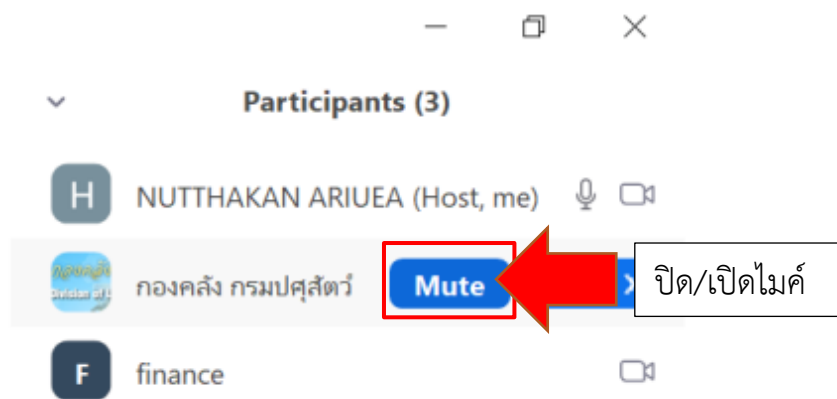 Participants (3)
H NUTTHAKAN ARIUEA (Host, me)
กองคลัง กรมปศุสัตว์ Mute ปิด/เปิดไมค์
F finance